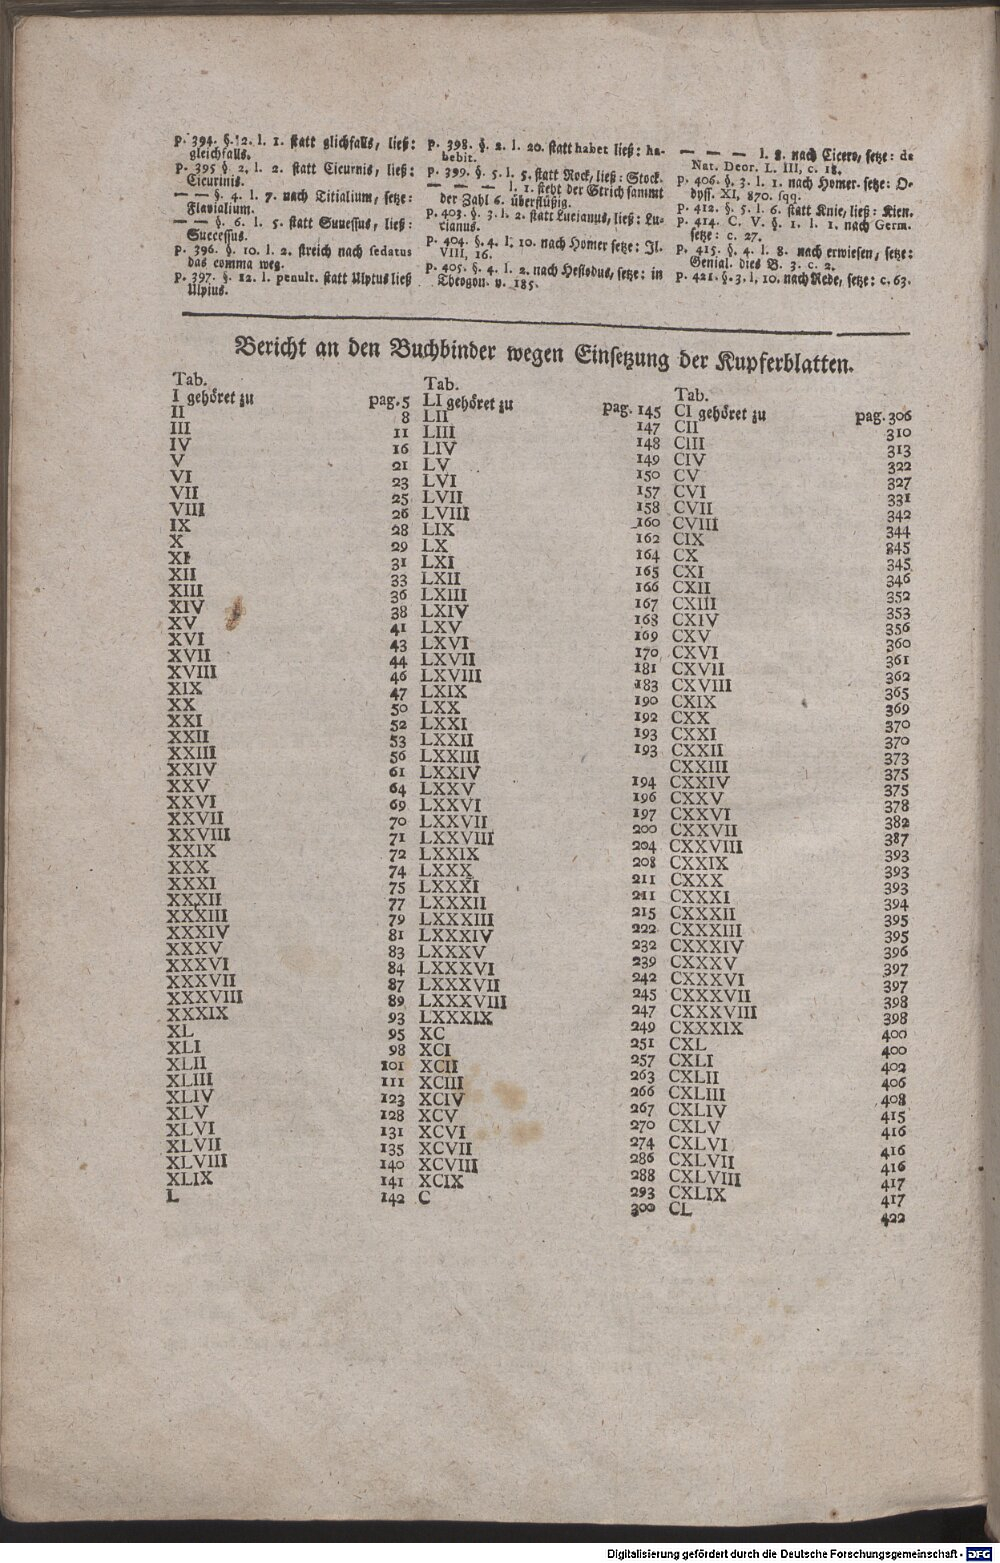 p. 394. §. 2. l. 1. statt glichfalls, ließ:
gleichfalls.
p. 395 § 2. l. 2. statt Cicurnis, ließ:
Cicurinis.
— — §. 4. l. 7. nach Titialium, setze:
Flavialium.
— — §. 6. l. 5. statt Suuessus, ließ:
Successus.
p. 396. §. 10. l. 2. streich nach sedatus
das comma weg.
p. 397. §. 12. l. penult. statt Ulptus ließ
Ulpius.
p. 398. §. 2. l. 20. statt habet ließ: ha-
bebit.
p. 399. §. 5. l. 5. statt Rock, ließ: Stock.
— — — l. 1. steht der Strich sammt
der Zahl 6. überflüßig.
p. 403. §. 3. l. 2. statt Lucianus, ließ: Lu-
cianus.
p. 404. §. 4. l. 10. nach Homer setze: Jl.
VIII, 16.
p. 405. §. 4. l. 2. nach Hesiodus, setze: in
Theogon. v. 185.
— — — l. 8. nach Cicero, setze: de
Nat. Deor. L. III, c. 18.
p. 406. §. 3. l. 1. nach Homer. setze: O-
dyss. XI, 870. sqq.
p. 412. §. 5. l. 6. statt Knie, ließ: Kien.
p. 414. C. V. §. 1. l. 1. nach Germ.
setze: c. 27.
p. 415. §. 4. l. 8. nach erwiesen, setze:
Genial. dies B. 3. c. 2.
p. 421. §. 3. l. 10. nach Rede, setze: c. 63.
Bericht an den Buchbinder wegen Einsetzung der Kupferblatten.
Tab.
I gehöret zu pag. 5
II 8
III 11
IV 16
V 21
VI 23
VII 25
VIII 26
IX 28
X 29
XI 31
XII 33
XIII 36
XIV 38
XV 41
XVI 43
XVII 44
XVIII 46
XIX 47
XX 50
XXI 52
XXII 53
XXIII 56
XXIV 61
XXV 64
XXVI 69
XXVII 70
XXVIII 71
XXIX 72
XXX 74
XXXI 75
XXXII 77
XXXIII 79
XXXIV 81
XXXV 83
XXXVI 84
XXXVII 87
XXXVIII 89
XXXIX 93
XL 95
XLI 98
XLII 101
XLIII 111
XLIV 123
XLV 128
XLVI 131
XLVII 135
XLVIII 140
XLIX 141
L 142
Tab.
LI gehöret zu pag. 145
LII 147
LIII 148
LIV 149
LV 150
LVI 157
LVII 158
LVIII 160
LIX 162
LX 164
LXI 165
LXII 166
LXIII 167
LXIV 168
LXV 169
LXVI 170
LXVII 181
LXVIII 183
LXIX 190
LXX 192
LXXI 193
LXXII 193
LXXIII
LXXIV 194
LXXV 196
LXXVI 197
LXXVII 200
LXXVIII 204
LXXIX 208
LXXX 211
LXXXI 211
LXXXII 215
LXXXIII 222
LXXXIV 232
LXXXV 239
LXXXVI 242
LXXXVII 245
LXXXVIII 247
LXXXIX 249
XC 251
XCI 257
XCII 263
XCIII 266
XCIV 267
XCV 270
XCVI 274
XCVII 286
XCVIII 288
XCIX 293
C 300
Tab.
CI gehöret zu pag. 306
CII 310
CIII 313
CIV 322
CV 327
CVI 331
CVII 342
CVIII 344
CIX 845
CX 345
CXI 346
CXII 352
CXIII 353
CXIV 356
CXV 360
CXVI 361
CXVII 362
CXVIII 365
CXIX 369
CXX 370
CXXI 370
CXXII 373
CXXIII 375
CXXIV 375
CXXV 378
CXXVI 382
CXXVII 387
CXXVIII 393
CXXIX 393
CXXX 393
CXXXI 394
CXXXII 395
CXXXIII 395
CXXXIV 396
CXXXV 397
CXXXVI 397
CXXXVII 398
CXXXVIII 398
CXXXIX 400
CXL 400
CXLI 402
CXLII 406
CXLIII 408
CXLIV 415
CXLV 416
CXLVI 416
CXLVII 416
CXLVIII 417
CXLIX 417
CL 422
Digitalisierung gefördert durch die Deutsche Forschungsgemeinschaft - DFG